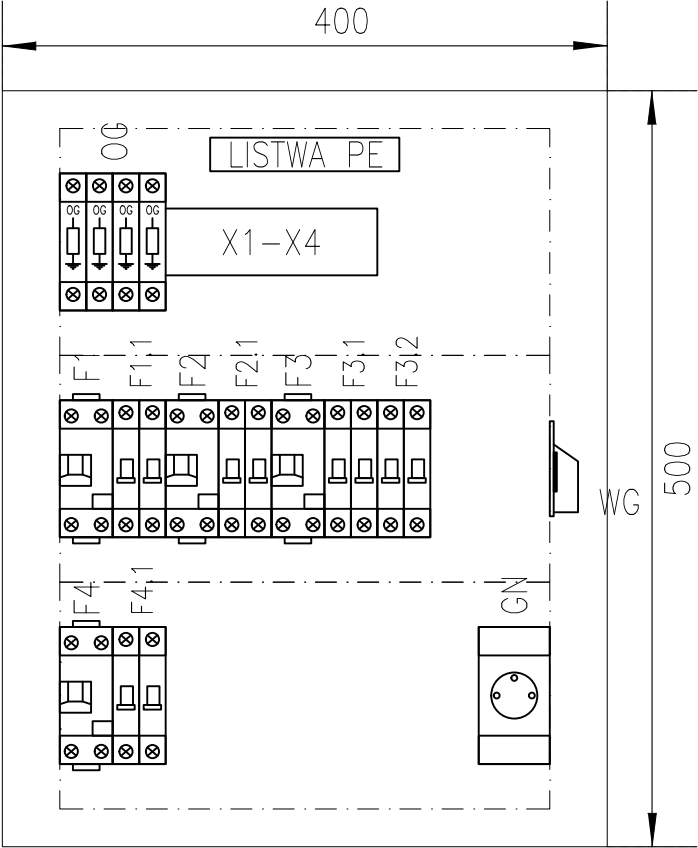 400
OG
LISTWA PE
OG OG OG OG
X1-X4
F1 F1.1 F2 F2.1 F3 F3.1 F3.2
500
WG
F4 F4.1 GN